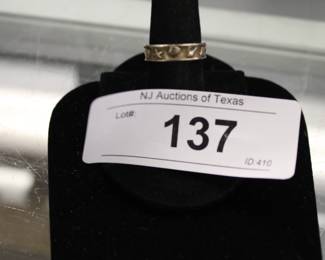 NJ Auctions of Texas
Lot#:
137
ID:410